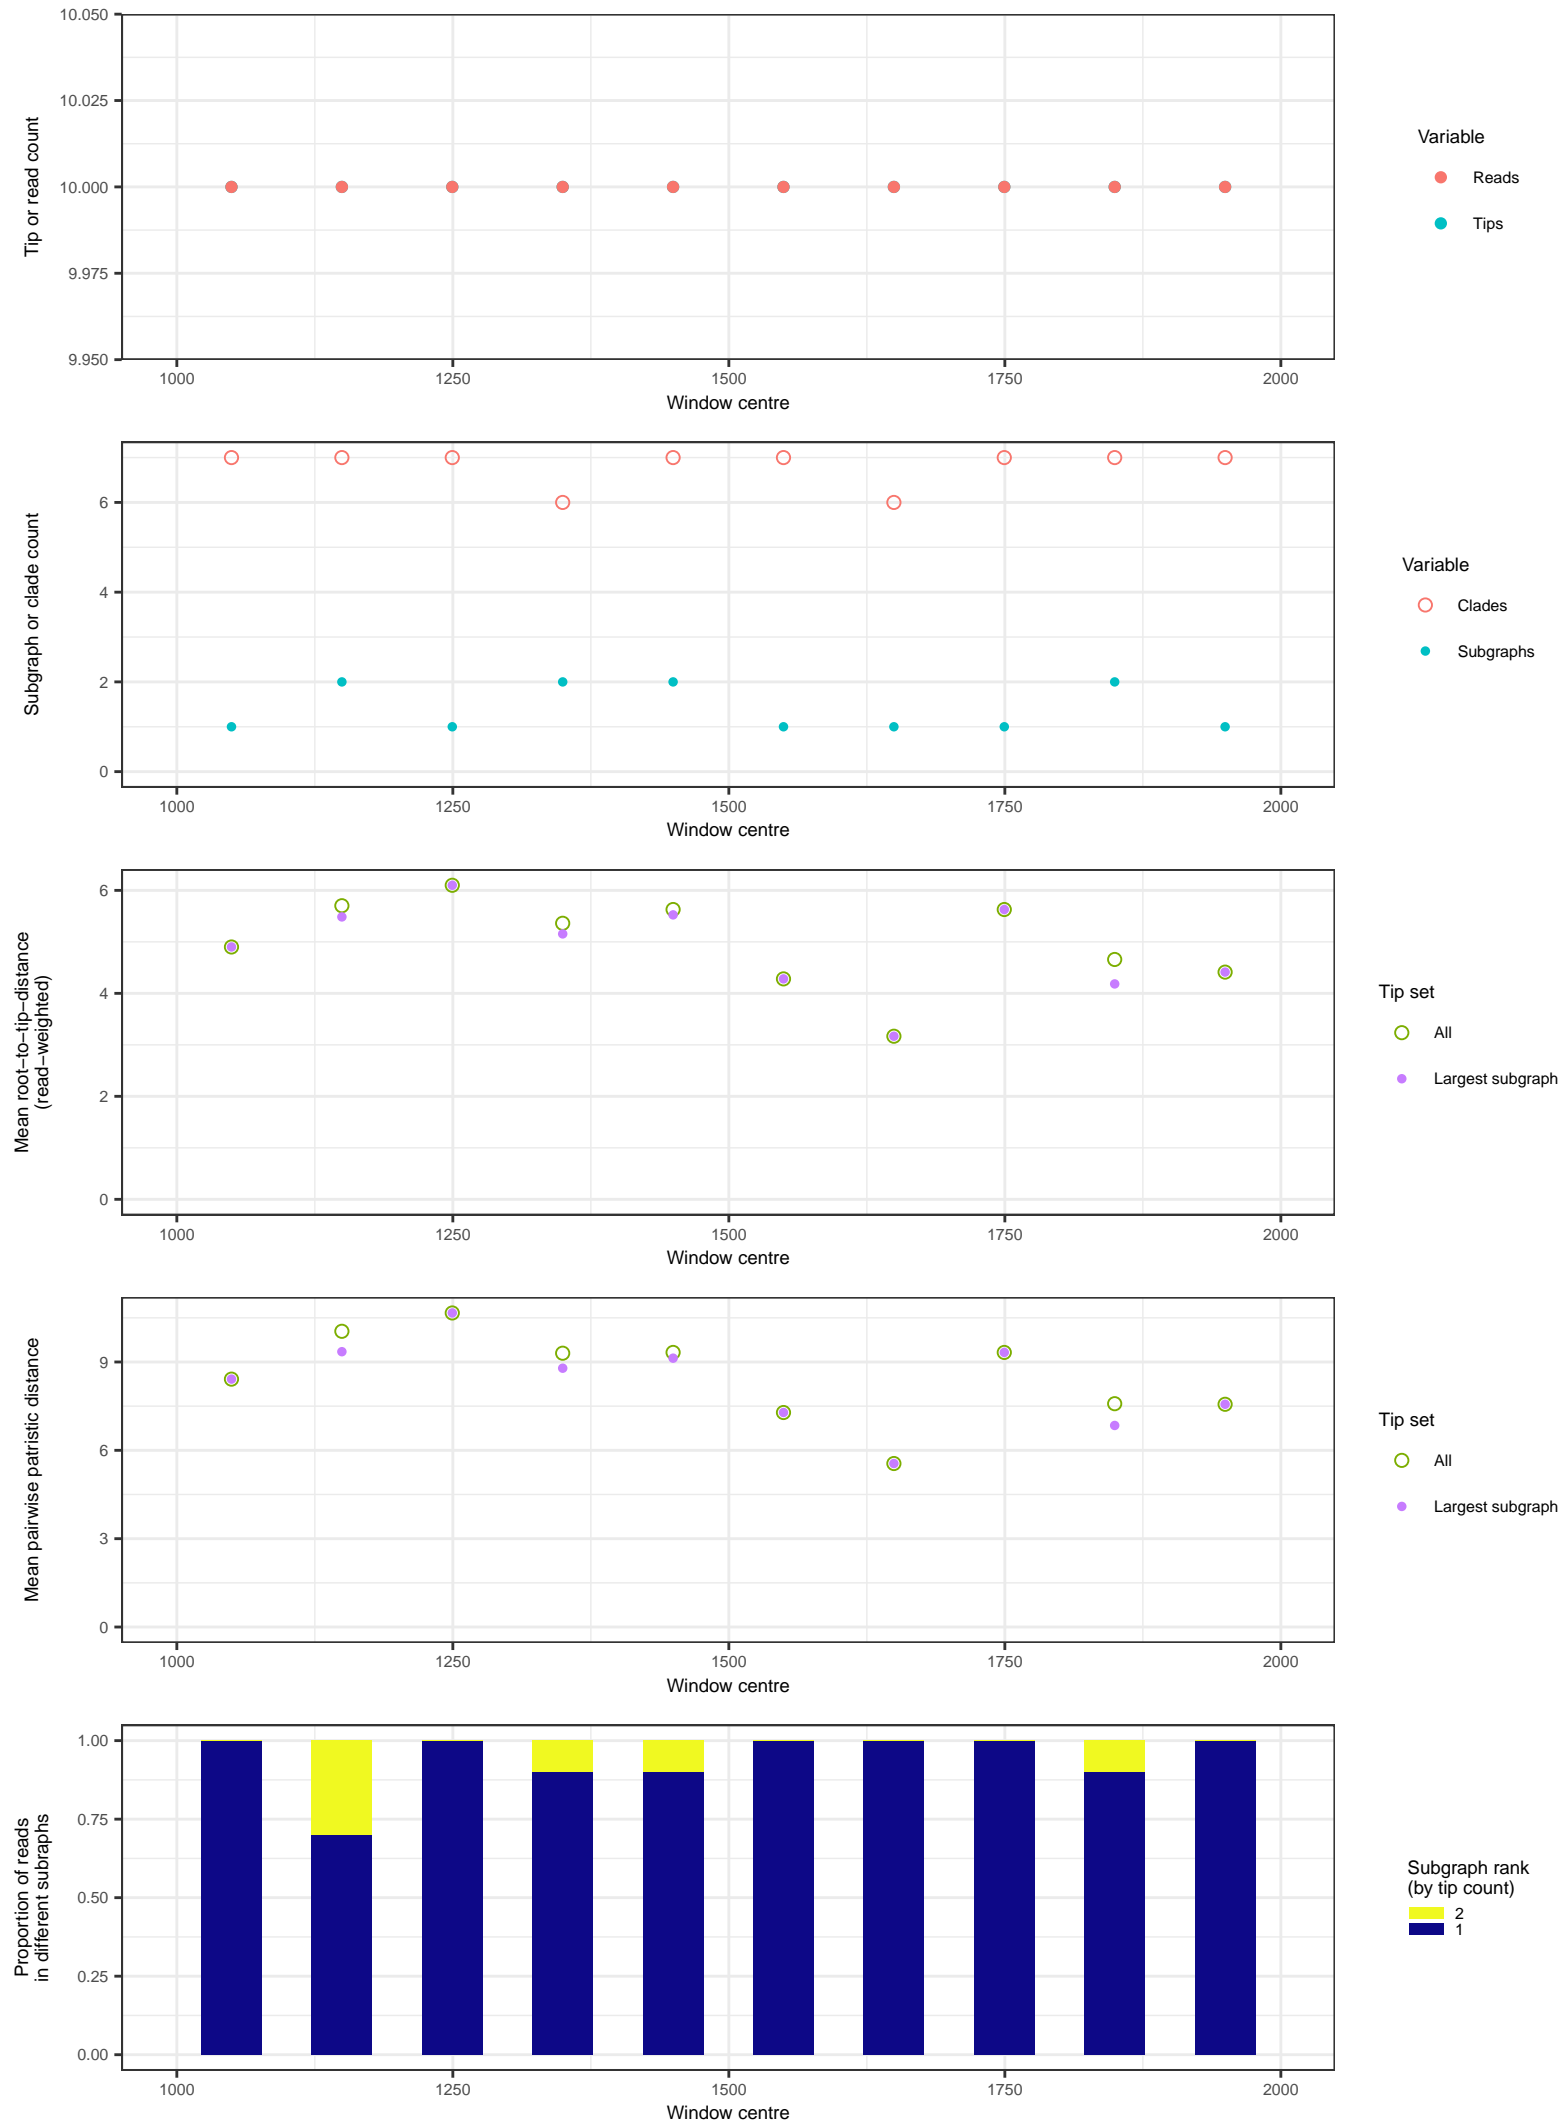 10.050
10.025
10.000
9.975
9.950
Tip or read count
1000 1250 1500 1750 2000
Window centre
Variable
Reads
Tips
6
4
2
0
Subgraph or clade count
1000 1250 1500 1750 2000
Window centre
Variable
Clades
Subgraphs
6
4
2
0
Mean root−to−tip−distance
(read−weighted)
1000 1250 1500 1750 2000
Window centre
Tip set
All
Largest subgraph
9
6
3
0
Mean pairwise patristic distance
1000 1250 1500 1750 2000
Window centre
Tip set
All
Largest subgraph
1.00
0.75
0.50
0.25
0.00
Proportion of reads
in different subraphs
1000 1250 1500 1750 2000
Window centre
Subgraph rank
(by tip count)
2
1